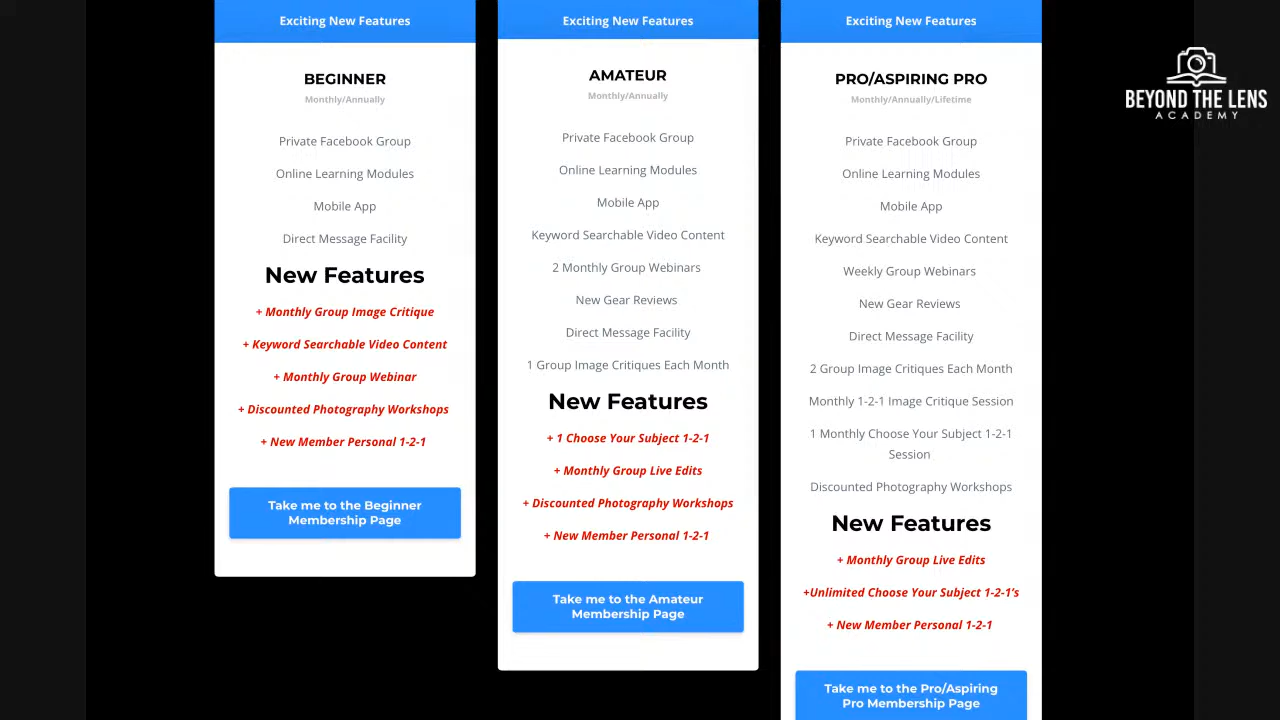 Exciting New Features
BEGINNER
Monthly/Annually
Private Facebook Group
Online Learning Modules
Mobile App
Direct Message Facility
New Features
+ Monthly Group Image Critique
+ Keyword Searchable Video Content
+ Monthly Group Webinar
+ Discounted Photography Workshops
+ New Member Personal 1-2-1
Take me to the Beginner
Membership Page
Exciting New Features
AMATEUR
Monthly/Annually
Private Facebook Group
Online Learning Modules
Mobile App
Keyword Searchable Video Content
2 Monthly Group Webinars
New Gear Reviews
Direct Message Facility
1 Group Image Critiques Each Month
New Features
+ 1 Choose Your Subject 1-2-1
+ Monthly Group Live Edits
+ Discounted Photography Workshops
+ New Member Personal 1-2-1
Take me to the Amateur
Membership Page
Exciting New Features
PRO/ASPIRING PRO
Monthly/Annually/Lifetime
Private Facebook Group
Online Learning Modules
Mobile App
Keyword Searchable Video Content
Weekly Group Webinars
New Gear Reviews
Direct Message Facility
2 Group Image Critiques Each Month
Monthly 1-2-1 Image Critique Session
1 Monthly Choose Your Subject 1-2-1
Session
Discounted Photography Workshops
New Features
+ Monthly Group Live Edits
+Unlimited Choose Your Subject 1-2-1's
+ New Member Personal 1-2-1
Take me to the Pro/Aspiring
Pro Membership Page
BEYOND THE LENS
ACADEMY